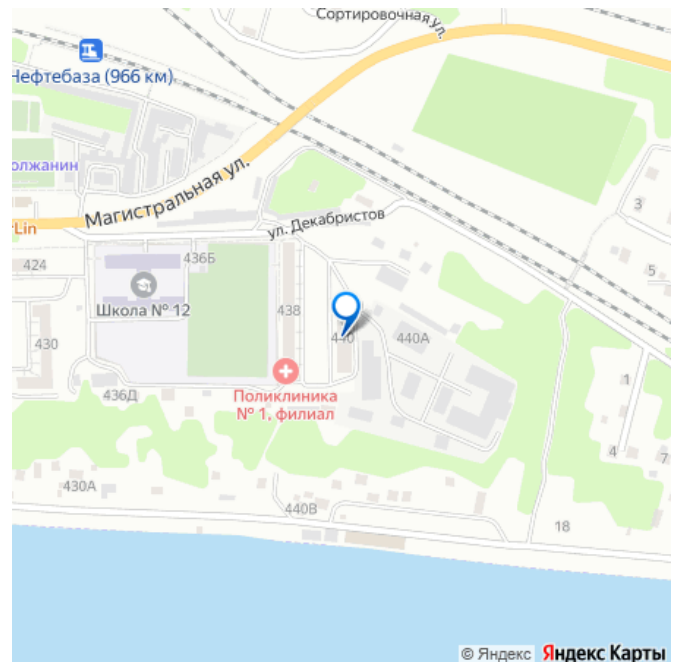 Сортировочная ул.
Нефтебаза (966 км)
олжанин
Магистральная ул.
Lin
ул. Декабристов
3
424
436Б
5
Школа № 12
438
430
440
440А
436Д
Поликлиника
№ 1, филиал
1
4
7
430А
440В
18
© Яндекс Яндекс Карты